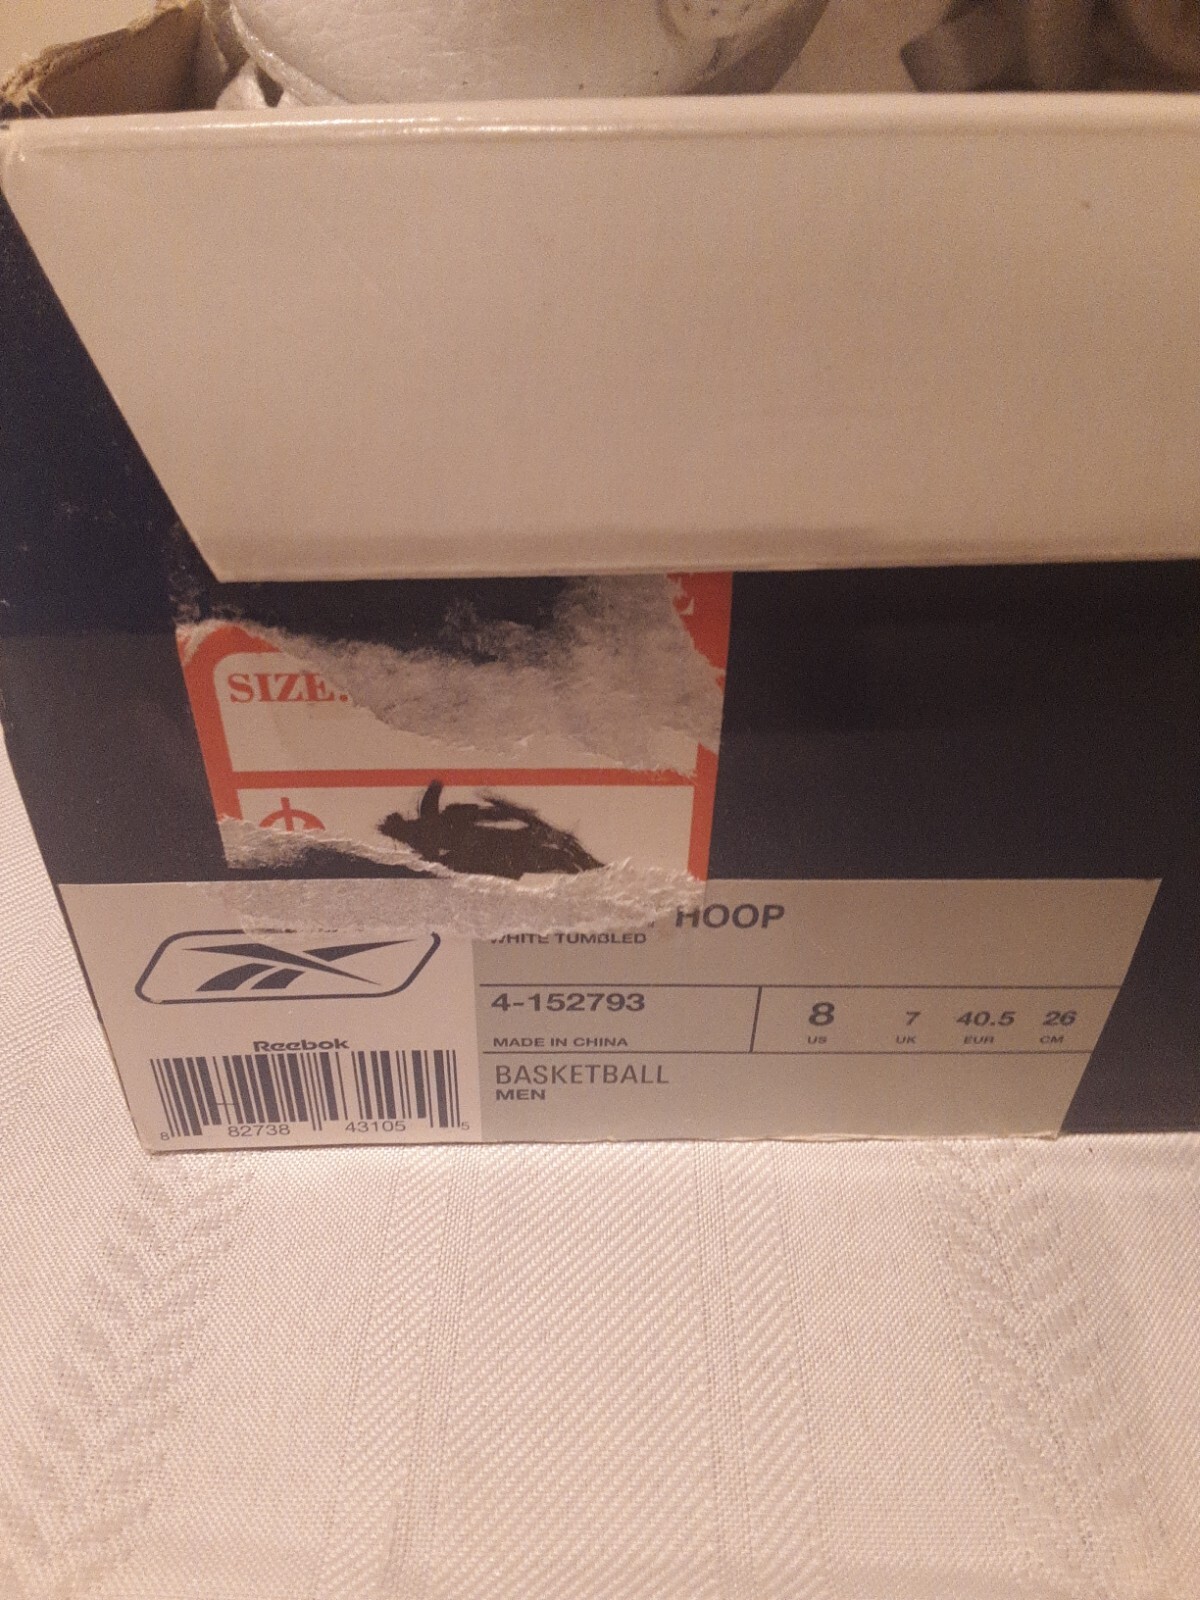 SIZE:
HOOP
WHITE TUMBLED
4-152793
8 7 40.5 26
US UK EUR CM
MADE IN CHINA
BASKETBALL
MEN
Reebok
8 82738 43105 5